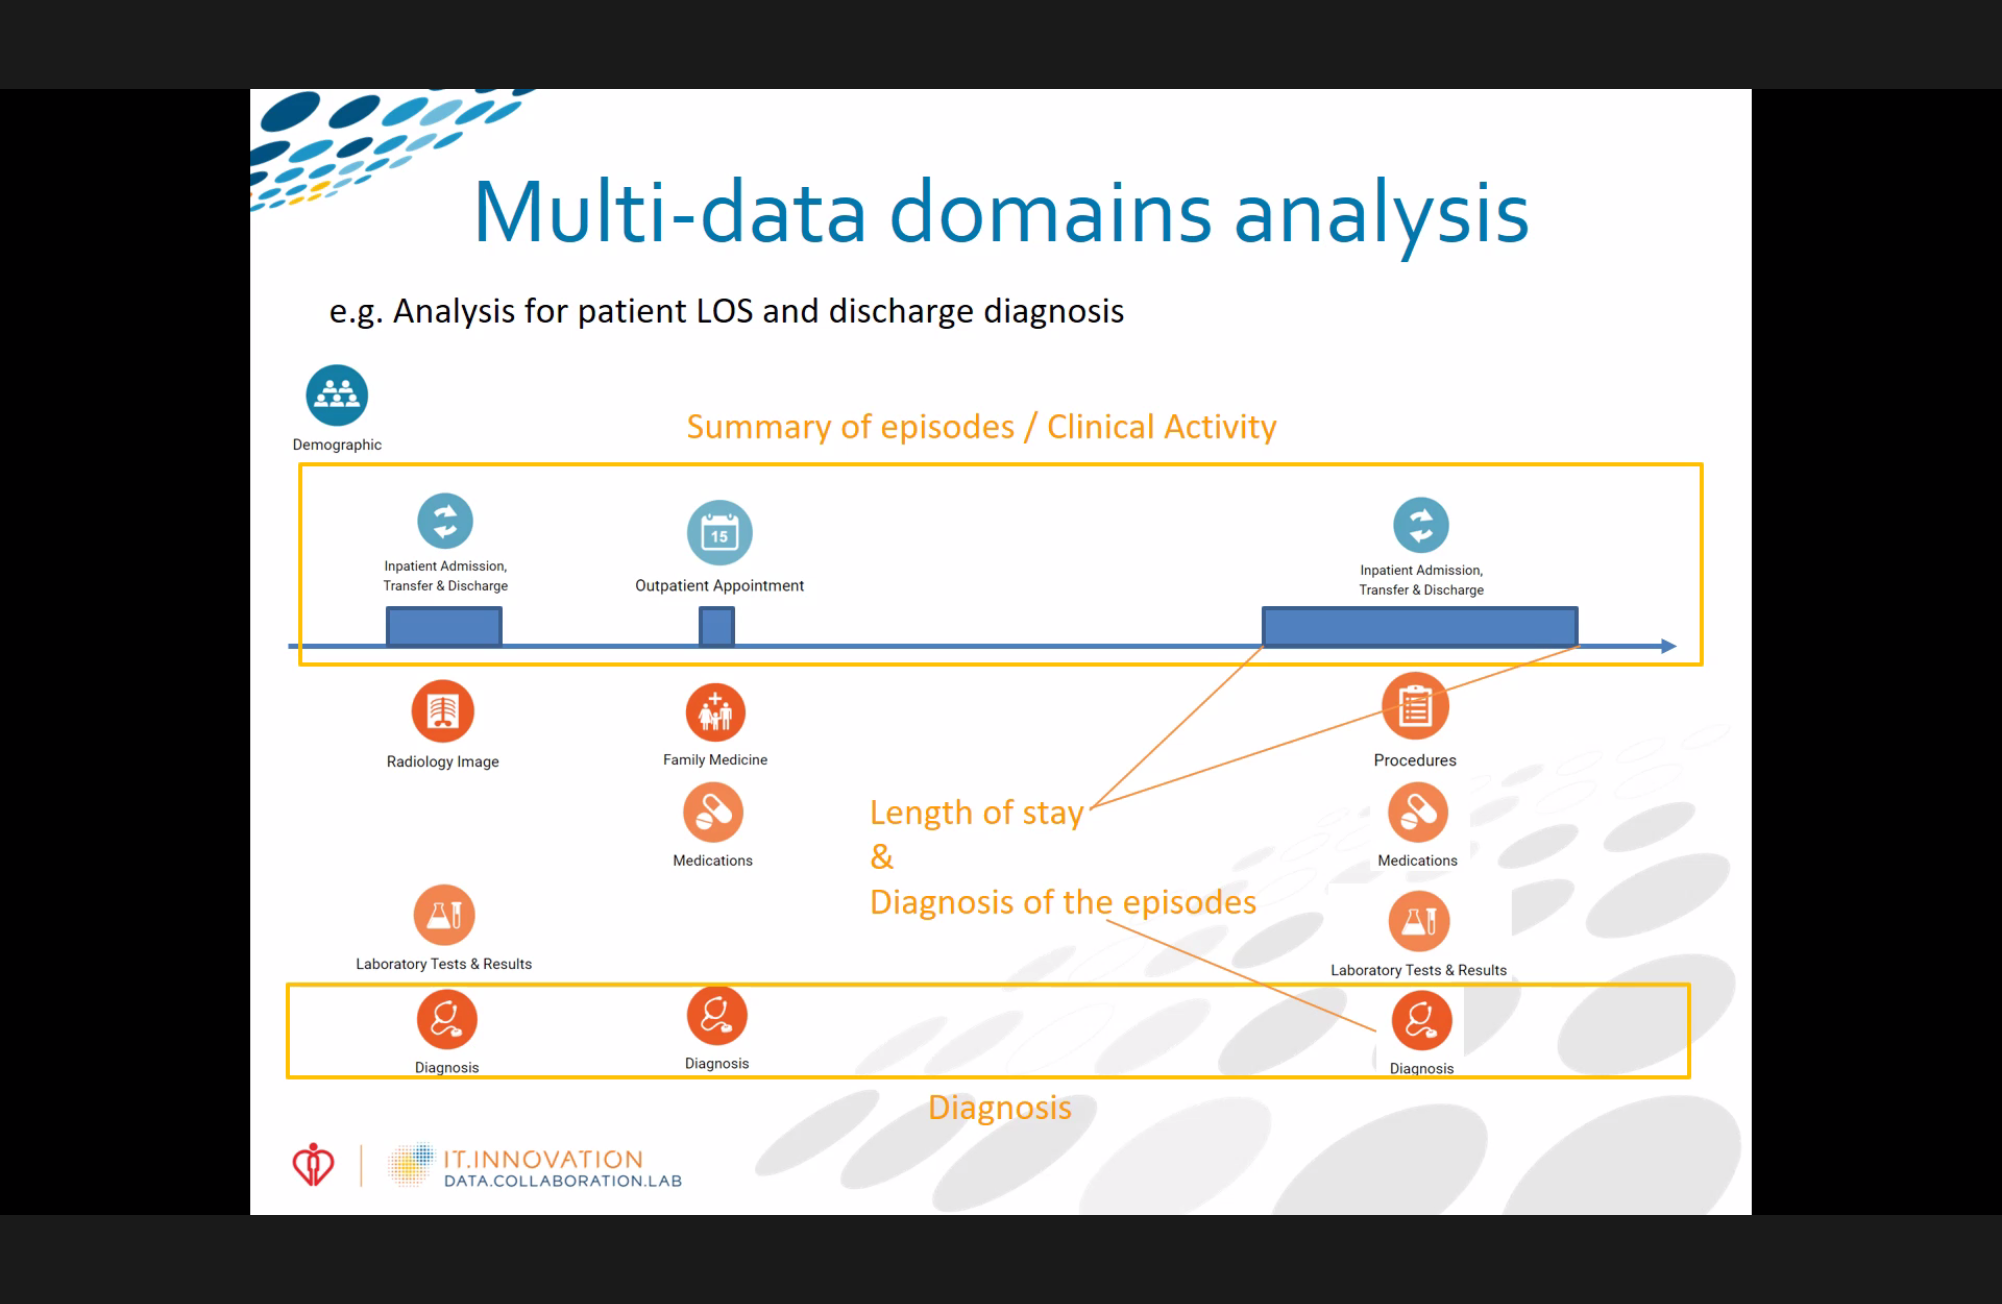 Multi-data domains analysis
e.g. Analysis for patient LOS and discharge diagnosis
Demographic
Summary of episodes / Clinical Activity
Inpatient Admission,
Transfer & Discharge
15
Outpatient Appointment
Inpatient Admission,
Transfer & Discharge
Radiology Image
Family Medicine
Procedures
Medications
Length of stay
&
Diagnosis of the episodes
Medications
Laboratory Tests & Results
Laboratory Tests & Results
Diagnosis
Diagnosis
Diagnosis
Diagnosis
IT.INNOVATION
DATA.COLLABORATION.LAB